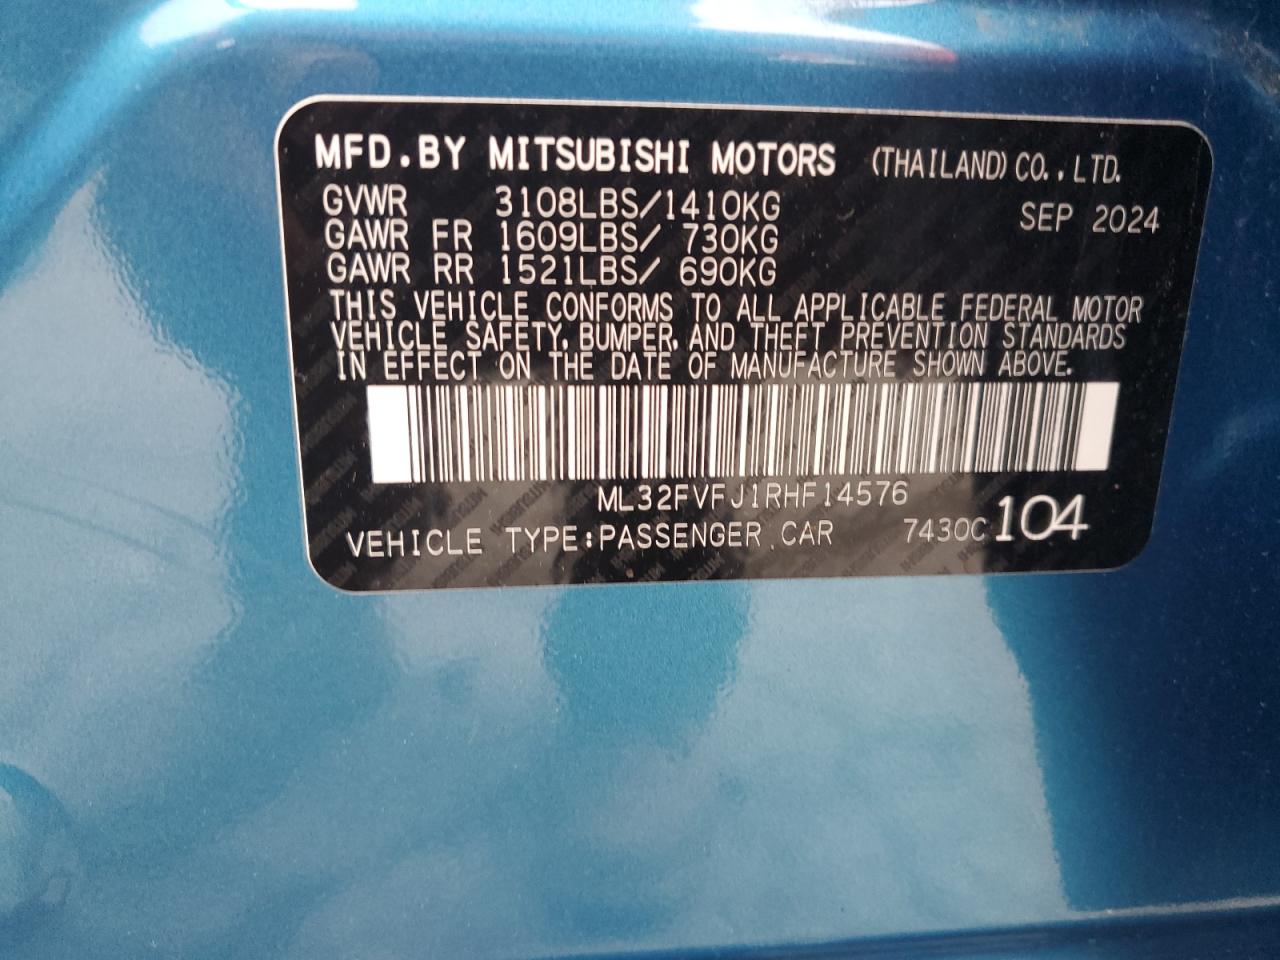 MFD.BY MITSUBISHI MOTORS (THAILAND) CO., LTD.
GVWR 3108LBS/1410KG SEP 2024
GAWR FR 1609LBS/ 730KG
GAWR RR 1521LBS/ 690KG
THIS VEHICLE CONFORMS TO ALL APPLICABLE FEDERAL MOTOR
VEHICLE SAFETY, BUMPER, AND THEFT PREVENTION STANDARDS
IN EFFECT ON THE DATE OF MANUFACTURE SHOWN ABOVE.
ML32FVFJ1RHF14576
VEHICLE TYPE:PASSENGER CAR 7430C 104